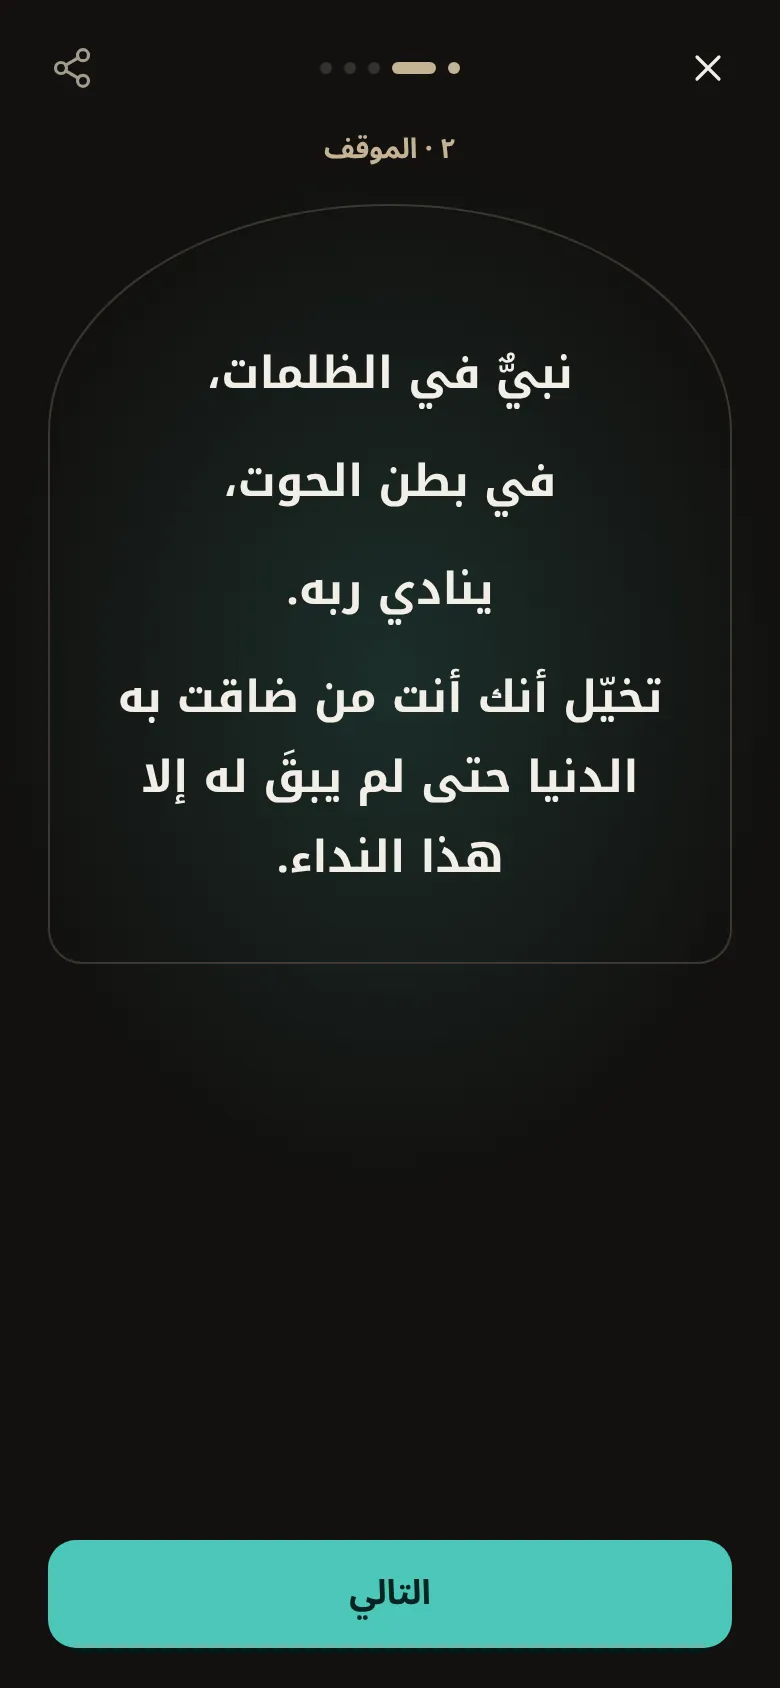 ٢ · الموقف
نبيٌّ في الظلمات،
في بطن الحوت،
ينادي ربه.
تخيّل أنك أنت من ضاقت به
الدنيا حتى لم يبقَ له إلا
هذا النداء.
التالي